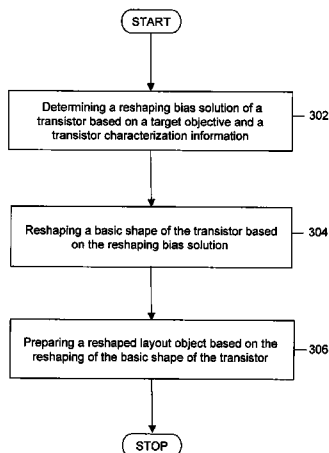 START
Determining a reshaping bias solution of a
transistor based on a target objective and a
transistor characterization information
302
Reshaping a basic shape of the transistor based
on the reshaping bias solution
304
Preparing a reshaped layout object based on the
reshaping of the basic shape of the transistor
306
STOP